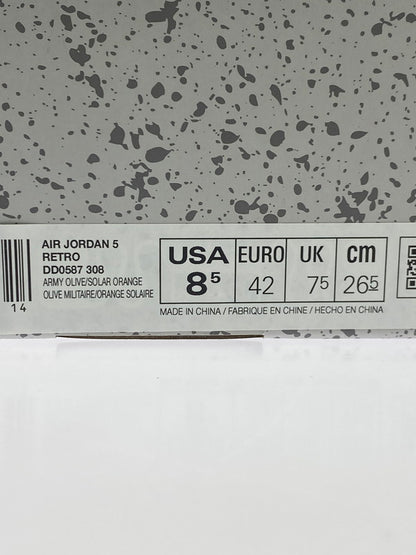 AIR JORDAN 5
RETRO
DD0587 308
ARMY OLIVE/SOLAR ORANGE
OLIVE MILITAIRE/ORANGE SOLAIRE
14
USA EURO UK cm
8⁵ 42 7⁵ 26⁵
MADE IN CHINA / FABRIQUE EN CHINE / HECHO EN CHINA